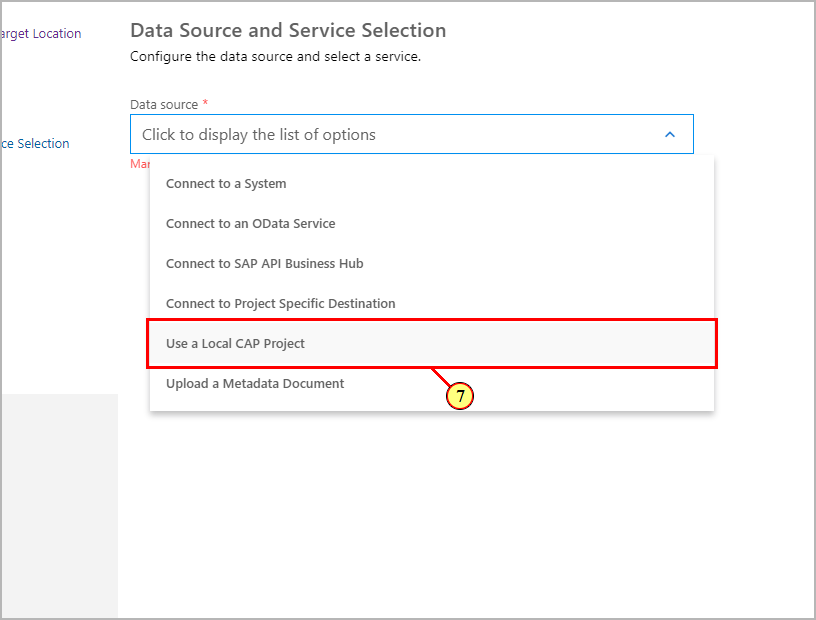 Data Source and Service Selection
arget Location
Configure the data source and select a service.
Data source *
Click to display the list of options
ce Selection
Connect to a System
Connect to an OData Service
Connect to SAP API Business Hub
Connect to Project Specific Destination
Use a Local CAP Project
Upload a Metadata Document
7